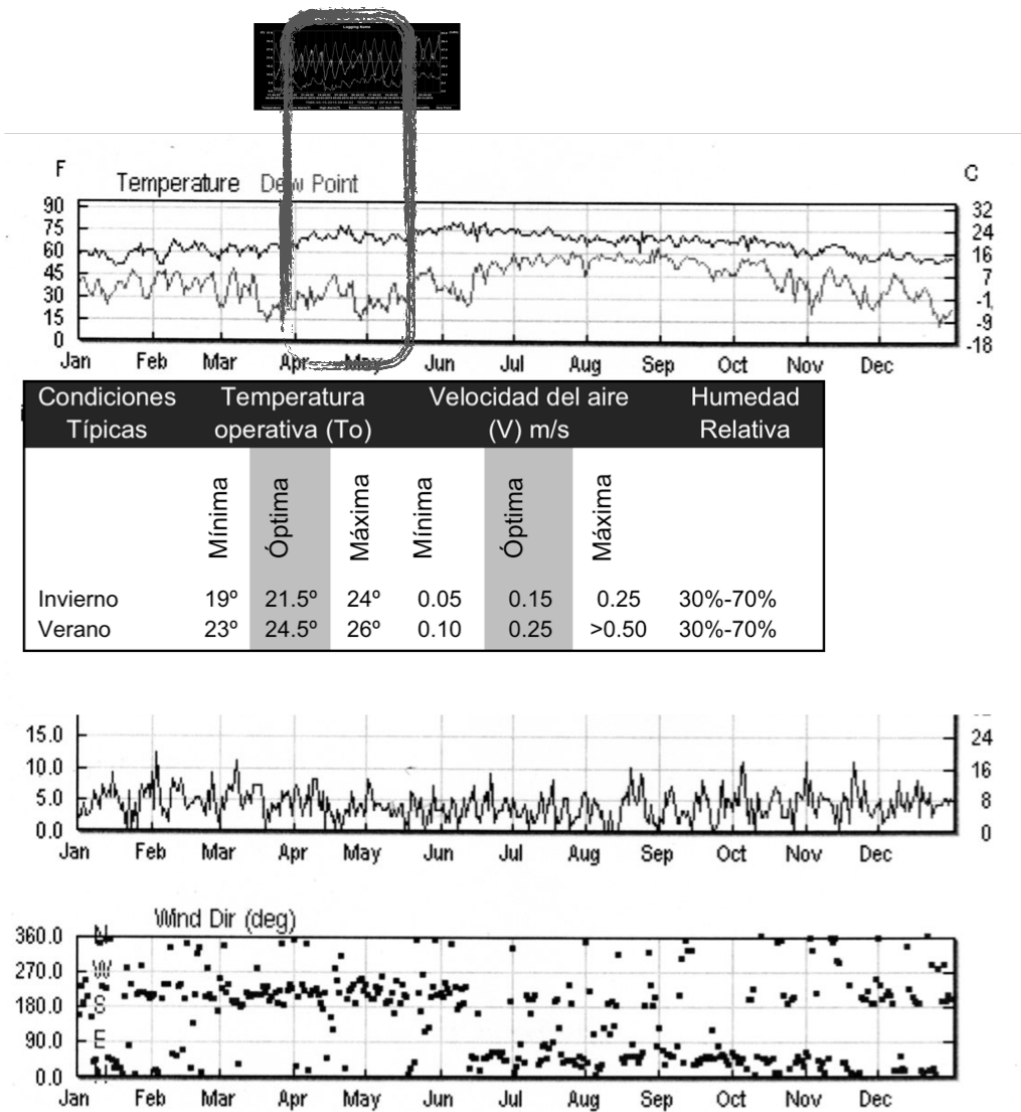 Logging Name
F
C
Temperature Dew Point
90
75
60
45
30
15
0
32
24
16
7
-1
-9
-18
Jan Feb Mar Apr May Jun Jul Aug Sep Oct Nov Dec
Condiciones Típicas Temperatura operativa (To) Velocidad del aire (V) m/s Humedad Relativa
Mínima Óptima Máxima Mínima Óptima Máxima
Invierno 19º 21.5º 24º 0.05 0.15 0.25 30%-70%
Verano 23º 24.5º 26º 0.10 0.25 >0.50 30%-70%
15.0
10.0
5.0
0.0
24
16
8
0
Jan Feb Mar Apr May Jun Jul Aug Sep Oct Nov Dec
Wind Dir (deg)
360.0 N
270.0 W
180.0 S
90.0 E
0.0
Jan Feb Mar Apr May Jun Jul Aug Sep Oct Nov Dec